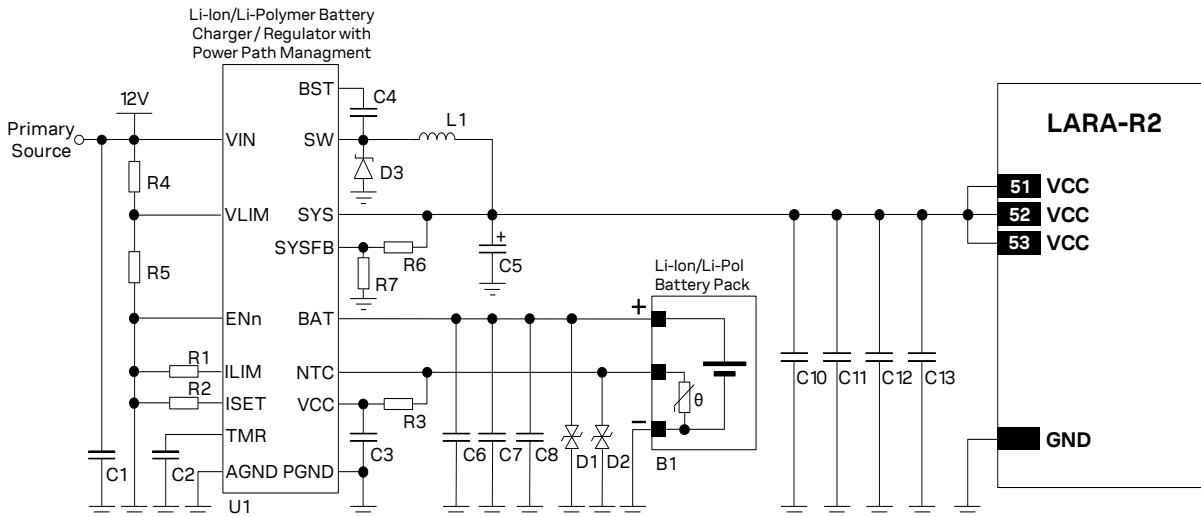 Li-Ion/Li-Polymer Battery
Charger / Regulator with
Power Path Managment
12V
Primary
Source
VIN
BST
C4
SW
L1
R4
D3
LARA-R2
VLIM
SYS
51 VCC
52 VCC
53 VCC
SYSFB
R6
C5
+
R5
R7
Li-Ion/Li-Pol
Battery Pack
ENn
BAT
+
R1
ILIM
NTC
R2
ISET
VCC
R3
θ
C10
C11
C12
C13
TMR
−
GND
C1
C2
AGND
PGND
C3
C6
C7
C8
D1
D2
B1
U1